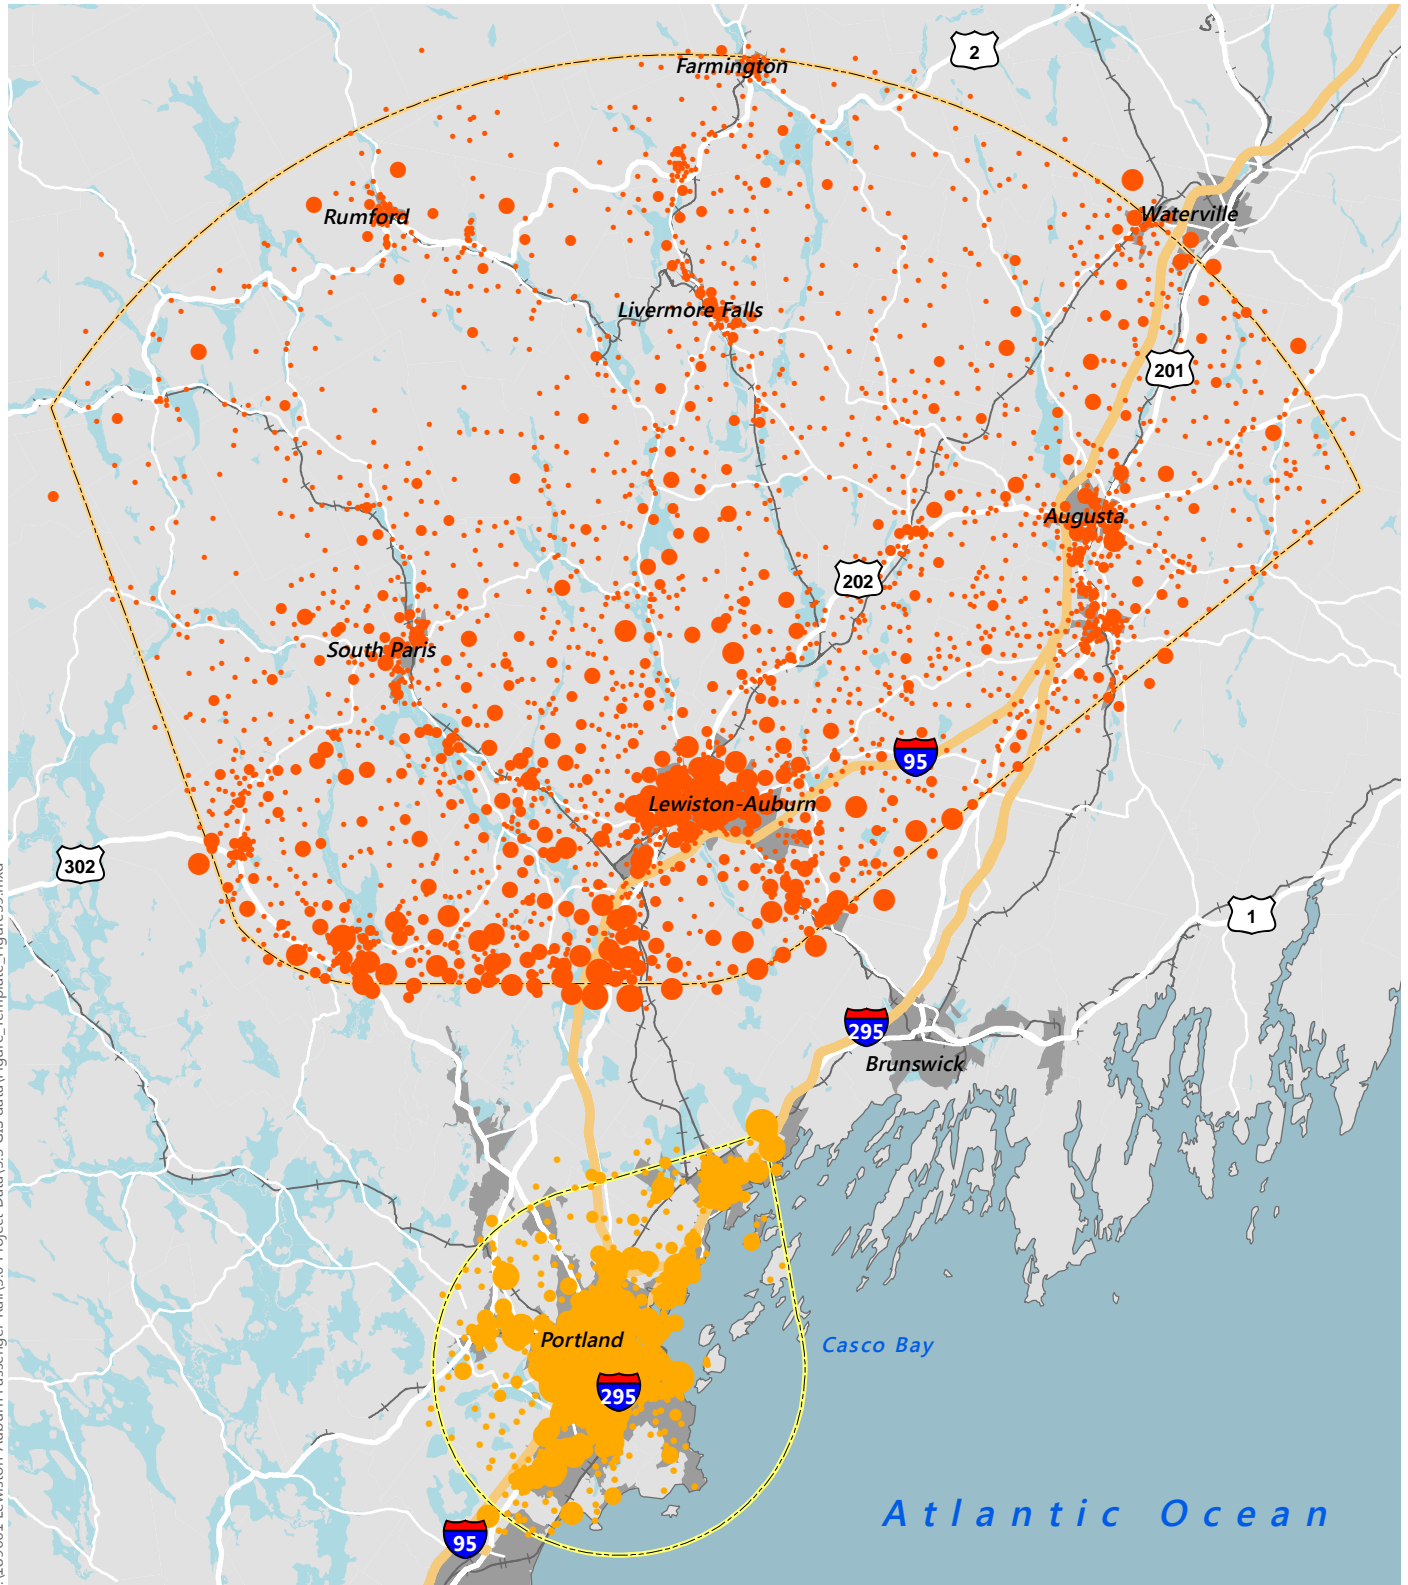 2
Farmington
Rumford
Waterville
Livermore Falls
201
Augusta
202
South Paris
95
Lewiston-Auburn
302
1
295
Brunswick
Portland
Casco Bay
295
Atlantic Ocean
95